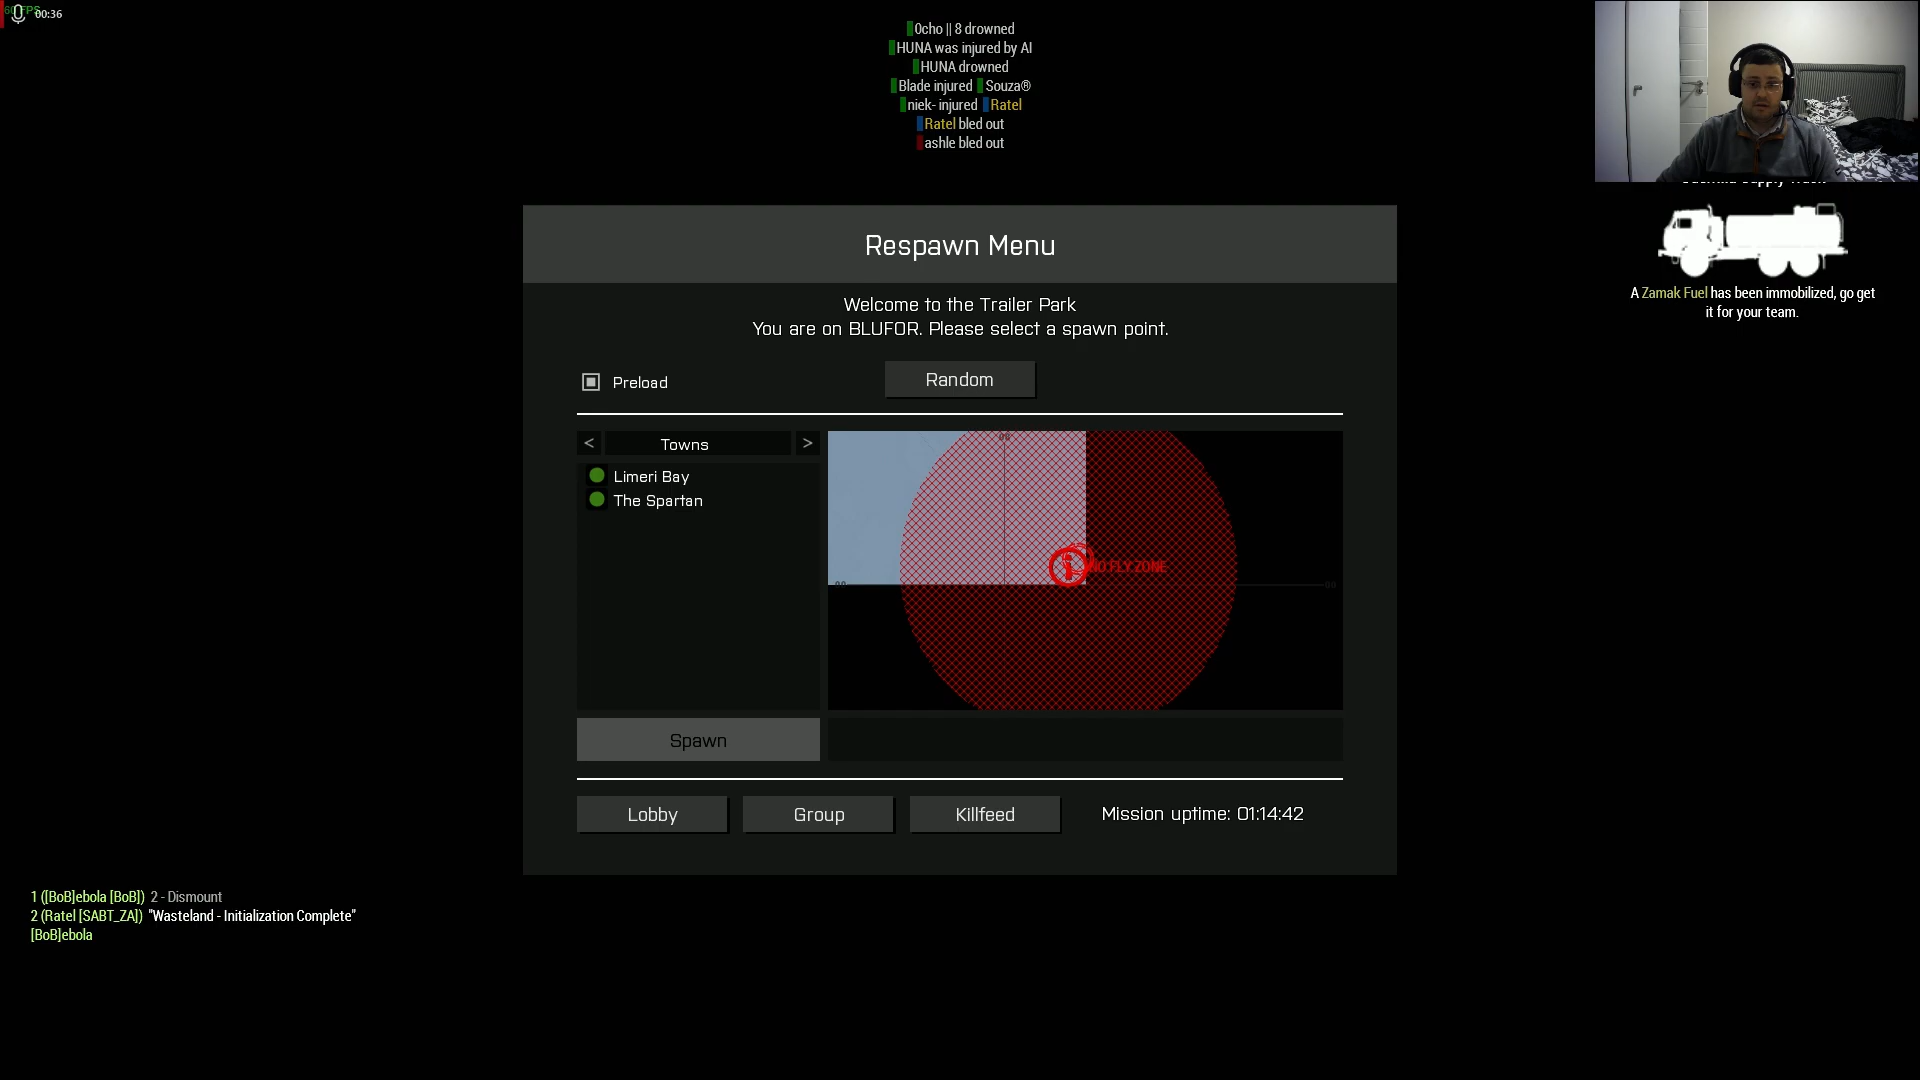 00:36
0cho || 8 drowned
HUNA was injured by AI
HUNA drowned
Blade injured Souza®
niek- injured Ratel
Ratel bled out
ashle bled out
Respawn Menu
Welcome to the Trailer Park
You are on BLUFOR. Please select a spawn point.
Preload
Random
< Towns >
Limeri Bay
The Spartan
00
NO FLY ZONE
00 00
Spawn
Lobby
Group
Killfeed
Mission uptime: 01:14:42
A Zamak Fuel has been immobilized, go get
it for your team.
1 ([BoB]ebola [BoB]) 2 - Dismount
2 (Ratel [SABT_ZA]) "Wasteland - Initialization Complete"
[BoB]ebola